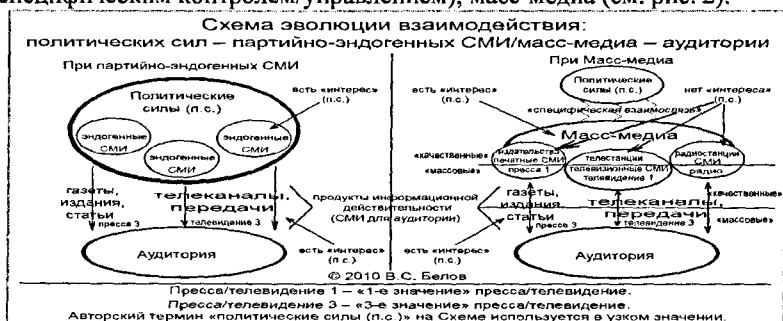 специфическим контролем/управлением), масс-медиа (см. рис. 2).
Схема эволюции взаимодействия:
политических сил – партийно-эндогенных СМИ/масс-медиа – аудитории
При партийно-эндогенных СМИ
Политические
силы (п.с.)
есть «интерес»
(п.с.)
эндогенные
СМИ
эндогенные
СМИ
эндогенные
СМИ
газеты,
издания,
статьи
пресса 3
телеканалы,
передачи
телевидение 3
Аудитория
продукты информационной
действительности
(СМИ для аудитории)
есть «интерес»
(п.с.)
При Масс-медиа
Политические
силы (п.с.)
есть «интерес»
(п.с.)
нет «интереса»
(п.с.)
«специфическая взаимосвязь»
Масс-медиа
«качественные»
«массовые»
издательства
печатные СМИ
пресса 1
телестанции
телевизионные СМИ
телевидение 1
радиостанции
СМИ
радио
газеты,
издания
статьи
пресса 3
телеканалы,
передачи
телевидение 3
«качественные»
«массовые»
есть «интерес»
(п.с.)
Аудитория
© 2010 В.С. Белов
Пресса/телевидение 1 – «1-е значение» пресса/телевидение.
Пресса/телевидение 3 – «3-е значение» пресса/телевидение.
Авторский термин «политические силы (п.с.)» на Схеме используется в узком значении.